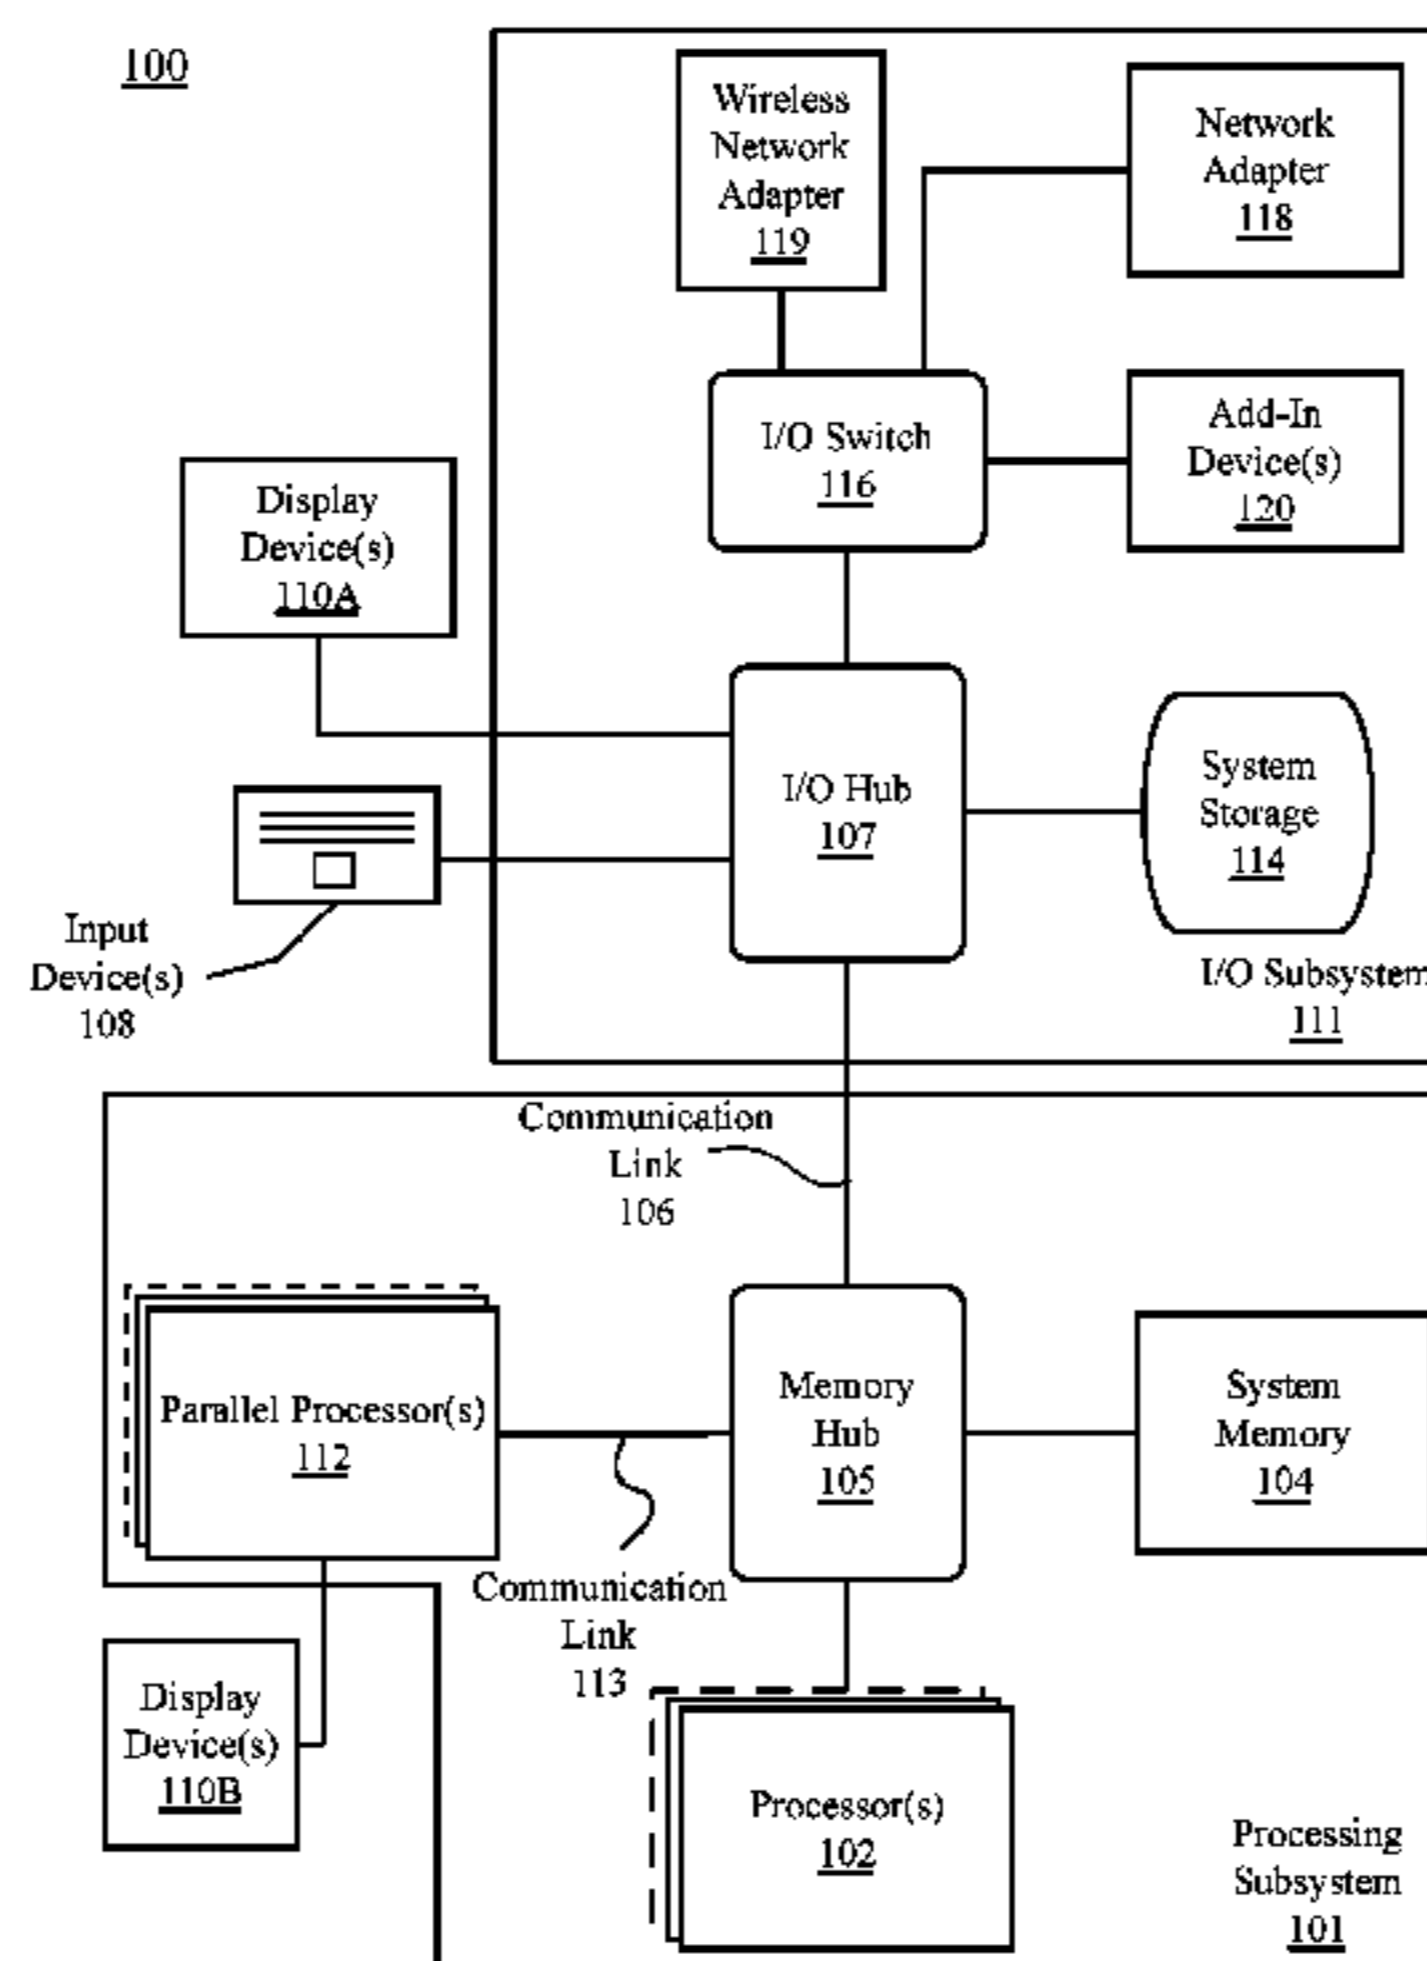 100
Wireless
Network
Adapter
119
Network
Adapter
118
I/O Switch
116
Add-In
Device(s)
120
Display
Device(s)
110A
I/O Hub
107
System
Storage
114
Input
Device(s)
108
I/O Subsystem
111
Communication
Link
106
Parallel Processor(s)
112
Memory
Hub
105
System
Memory
104
Communication
Link
113
Display
Device(s)
110B
Processor(s)
102
Processing
Subsystem
101